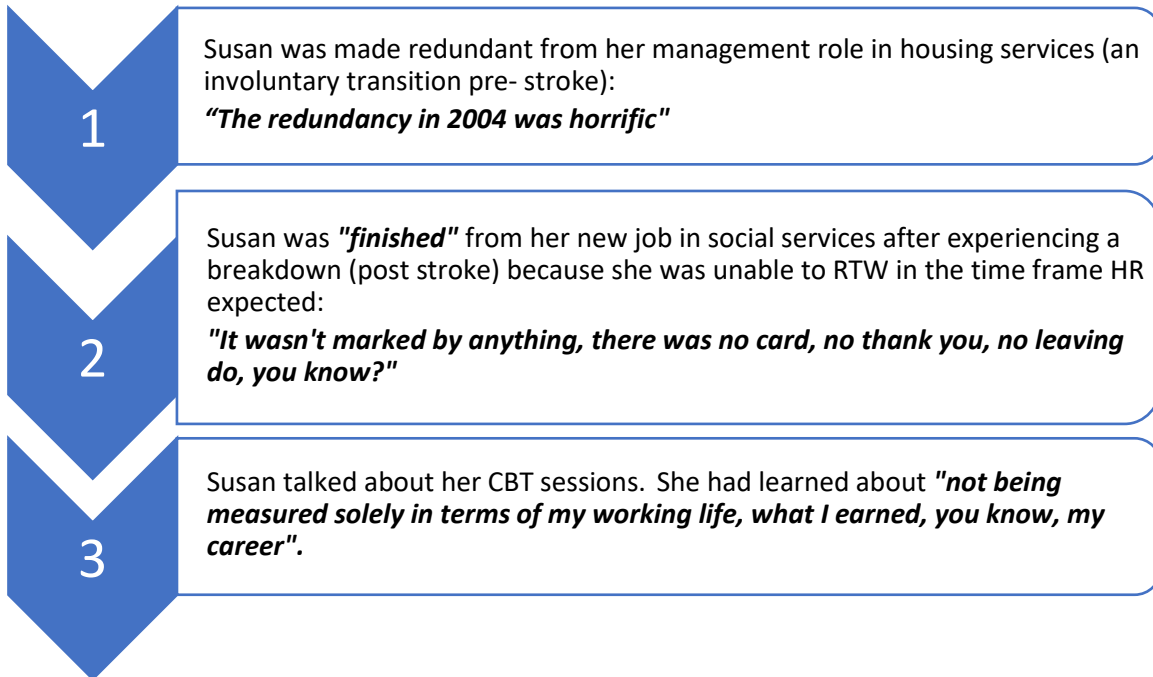 1
Susan was made redundant from her management role in housing services (an
involuntary transition pre- stroke):
“The redundancy in 2004 was horrific"
2
Susan was "finished" from her new job in social services after experiencing a
breakdown (post stroke) because she was unable to RTW in the time frame HR
expected:
"It wasn't marked by anything, there was no card, no thank you, no leaving
do, you know?"
3
Susan talked about her CBT sessions.  She had learned about "not being
measured solely in terms of my working life, what I earned, you know, my
career".